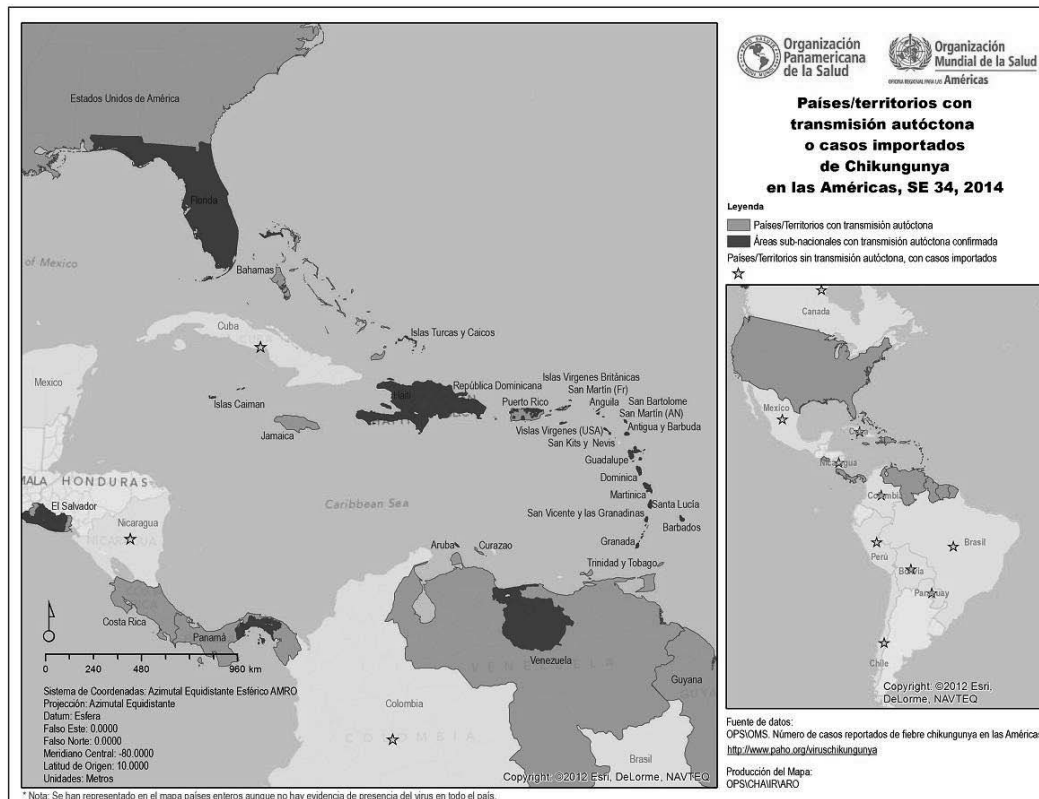 Estados Unidos de América
Florida
of Mexico
Bahamas
Cuba
Islas Turcas y Caicos
Mexico
Islas Caiman
Haití
República Dominicana
Puerto Rico
Islas Virgenes Britànicas
San Martín (Fr)
Anguila
San Bartolome
San Martín (AN)
Antigua y Barbuda
Jamaica
Vislas Virgenes (USA)
San Kits y Nevis
Guadalupe
Dominica
Martinica
Santa Lucía
San Vicente y las Granadinas
Barbados
Granada
MALA HONDURAS
El Salvador
Nicaragua
NICARAGUA
Caribbean Sea
Aruba
Curazao
Trinidad y Tobago
Costa Rica
Panamá
Venezuela
VENEZUELA
Guyana
Colombia
COLOMBIA
Brasil
0 240 480 960 km
Sistema de Coordenadas: Azimutal Equidistante Esférico AMRO
Projección: Azimutal Equidistante
Datum: Esfera
Falso Este: 0.0000
Falso Norte: 0.0000
Meridiano Central: -80.0000
Latitud de Origen: 10.0000
Unidades: Metros
Copyright: ©2012 Esri, DeLorme, NAVTEQ
* Nota: Se han representado en el mapa países enteros aunque no hay evidencia de presencia del virus en todo el país.
Organización
Panamericana
de la Salud
Organización
Mundial de la Salud
OFICINA REGIONAL PARA LAS Américas
Países/territorios con
transmisión autóctona
o casos importados
de Chikungunya
en las Américas, SE 34, 2014
Leyenda
Países/Territorios con transmisión autóctona
Áreas sub-nacionales con transmisión autóctona confirmada
Países/Territorios sin transmisión autóctona, con casos importados
Canada
Mexico
Cuba
Nicaragua
Colombia
Perú
Brasil
Bolivia
Paraguay
Chile
Copyright: ©2012 Esri,
DeLorme, NAVTEQ
Fuente de datos:
OPS\OMS. Número de casos reportados de fiebre chikungunya en las Américas
http://www.paho.org/viruschikungunya
Producción del Mapa:
OPS\CHA\IR\ARO